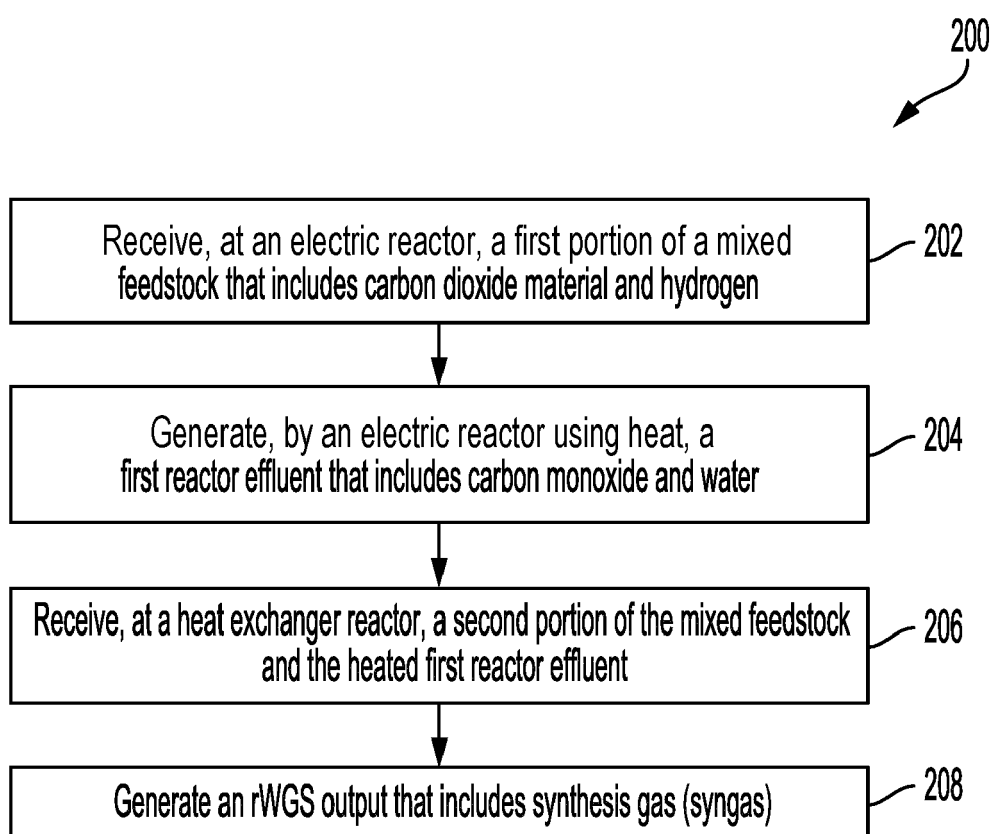 200
Receive, at an electric reactor, a first portion of a mixed
feedstock that includes carbon dioxide material and hydrogen
202
Generate, by an electric reactor using heat, a
first reactor effluent that includes carbon monoxide and water
204
Receive, at a heat exchanger reactor, a second portion of the mixed feedstock
and the heated first reactor effluent
206
Generate an rWGS output that includes synthesis gas (syngas)
208